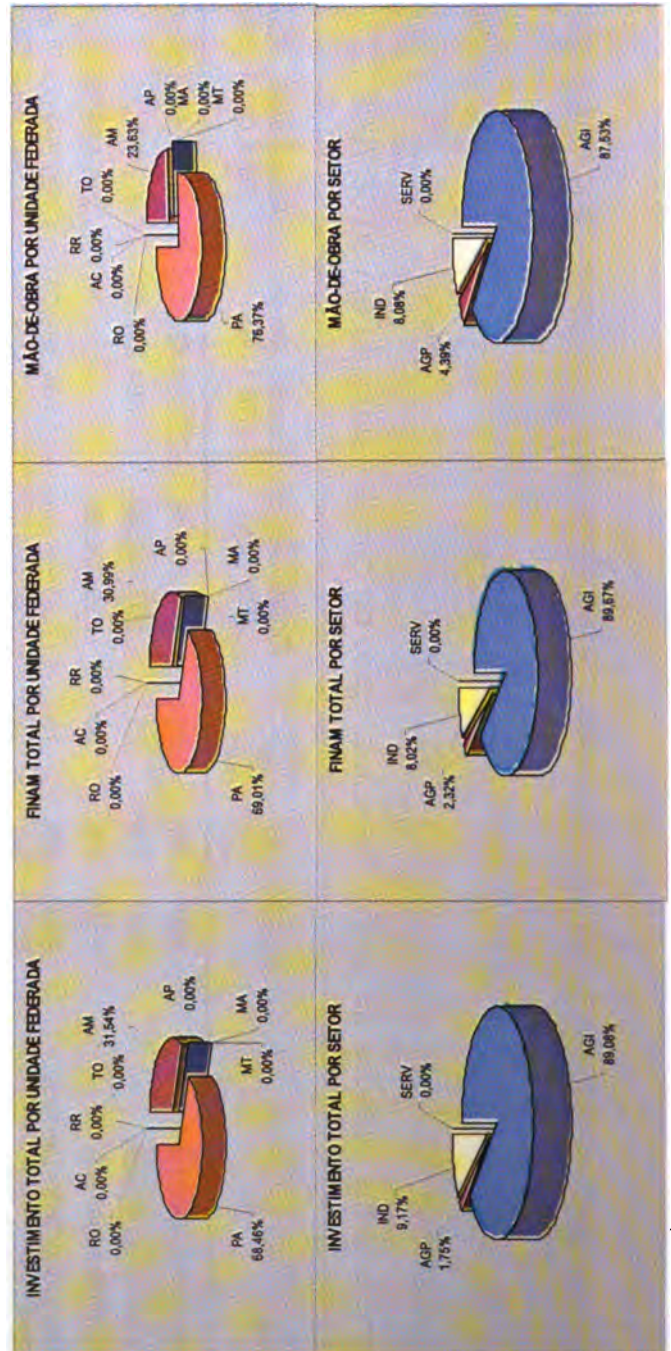 INVESTIMENTO TOTAL POR UNIDADE FEDERADA
RO
0,00%
AC
0,00%
RR
0,00%
TO
0,00%
AM
31,54%
AP
0,00%
MA
0,00%
MT
0,00%
PA
68,46%
FINAM TOTAL POR UNIDADE FEDERADA
RO
0,00%
AC
0,00%
RR
0,00%
TO
0,00%
AM
30,99%
AP
0,00%
MA
0,00%
MT
0,00%
PA
69,01%
MÃO-DE-OBRA POR UNIDADE FEDERADA
RO
0,00%
AC
0,00%
RR
0,00%
TO
0,00%
AM
23,63%
AP
0,00%
MA
0,00%
MT
0,00%
PA
76,37%
INVESTIMENTO TOTAL POR SETOR
AGP
1,75%
IND
9,17%
SERV
0,00%
AGI
89,08%
FINAM TOTAL POR SETOR
AGP
2,32%
IND
8,02%
SERV
0,00%
AGI
89,67%
MÃO-DE-OBRA POR SETOR
AGP
4,39%
IND
8,08%
SERV
0,00%
AGI
87,53%